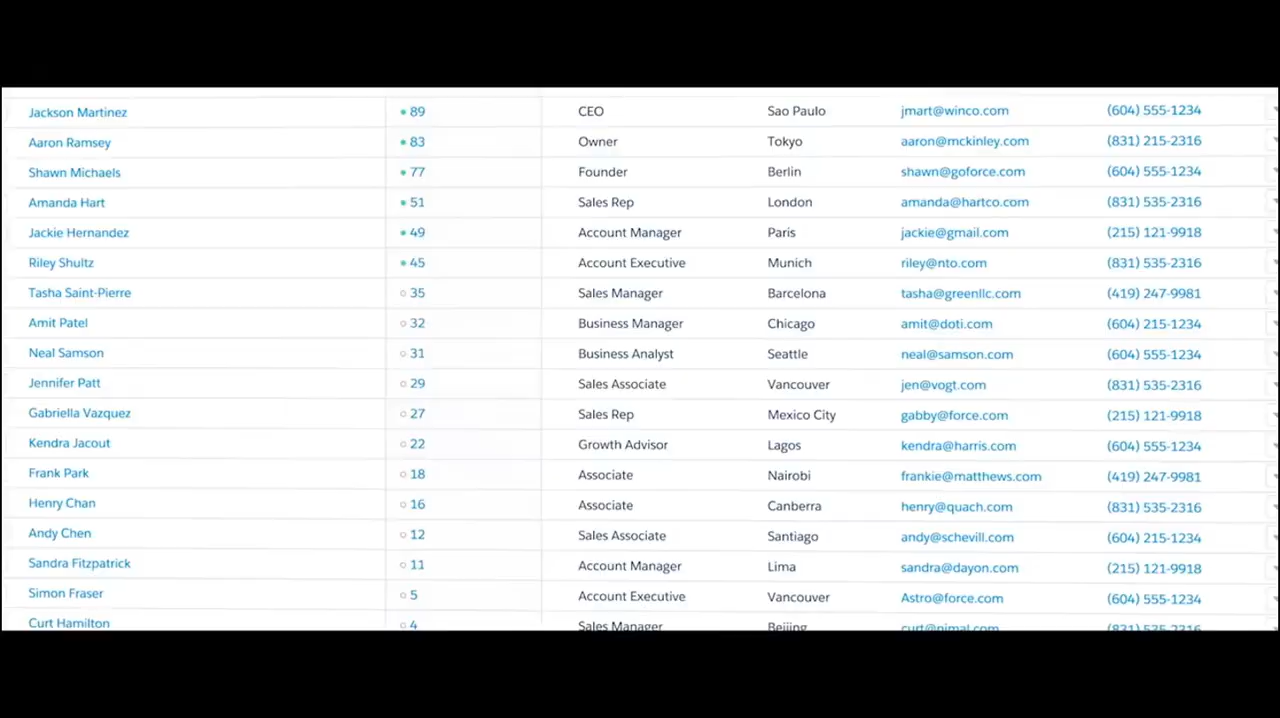 Jackson Martinez 89 CEO Sao Paulo jmart@winco.com (604) 555-1234
Aaron Ramsey 83 Owner Tokyo aaron@mckinley.com (831) 215-2316
Shawn Michaels 77 Founder Berlin shawn@goforce.com (604) 555-1234
Amanda Hart 51 Sales Rep London amanda@hartco.com (831) 535-2316
Jackie Hernandez 49 Account Manager Paris jackie@gmail.com (215) 121-9918
Riley Shultz 45 Account Executive Munich riley@nto.com (831) 535-2316
Tasha Saint-Pierre 35 Sales Manager Barcelona tasha@greenllc.com (419) 247-9981
Amit Patel 32 Business Manager Chicago amit@doti.com (604) 215-1234
Neal Samson 31 Business Analyst Seattle neal@samson.com (604) 555-1234
Jennifer Patt 29 Sales Associate Vancouver jen@vogt.com (831) 535-2316
Gabriella Vazquez 27 Sales Rep Mexico City gabby@force.com (215) 121-9918
Kendra Jacout 22 Growth Advisor Lagos kendra@harris.com (604) 555-1234
Frank Park 18 Associate Nairobi frankie@matthews.com (419) 247-9981
Henry Chan 16 Associate Canberra henry@quach.com (831) 535-2316
Andy Chen 12 Sales Associate Santiago andy@schevill.com (604) 215-1234
Sandra Fitzpatrick 11 Account Manager Lima sandra@dayon.com (215) 121-9918
Simon Fraser 5 Account Executive Vancouver Astro@force.com (604) 555-1234
Curt Hamilton 4 Sales Manager Beijing curt@nimal.com (831) 535-2316